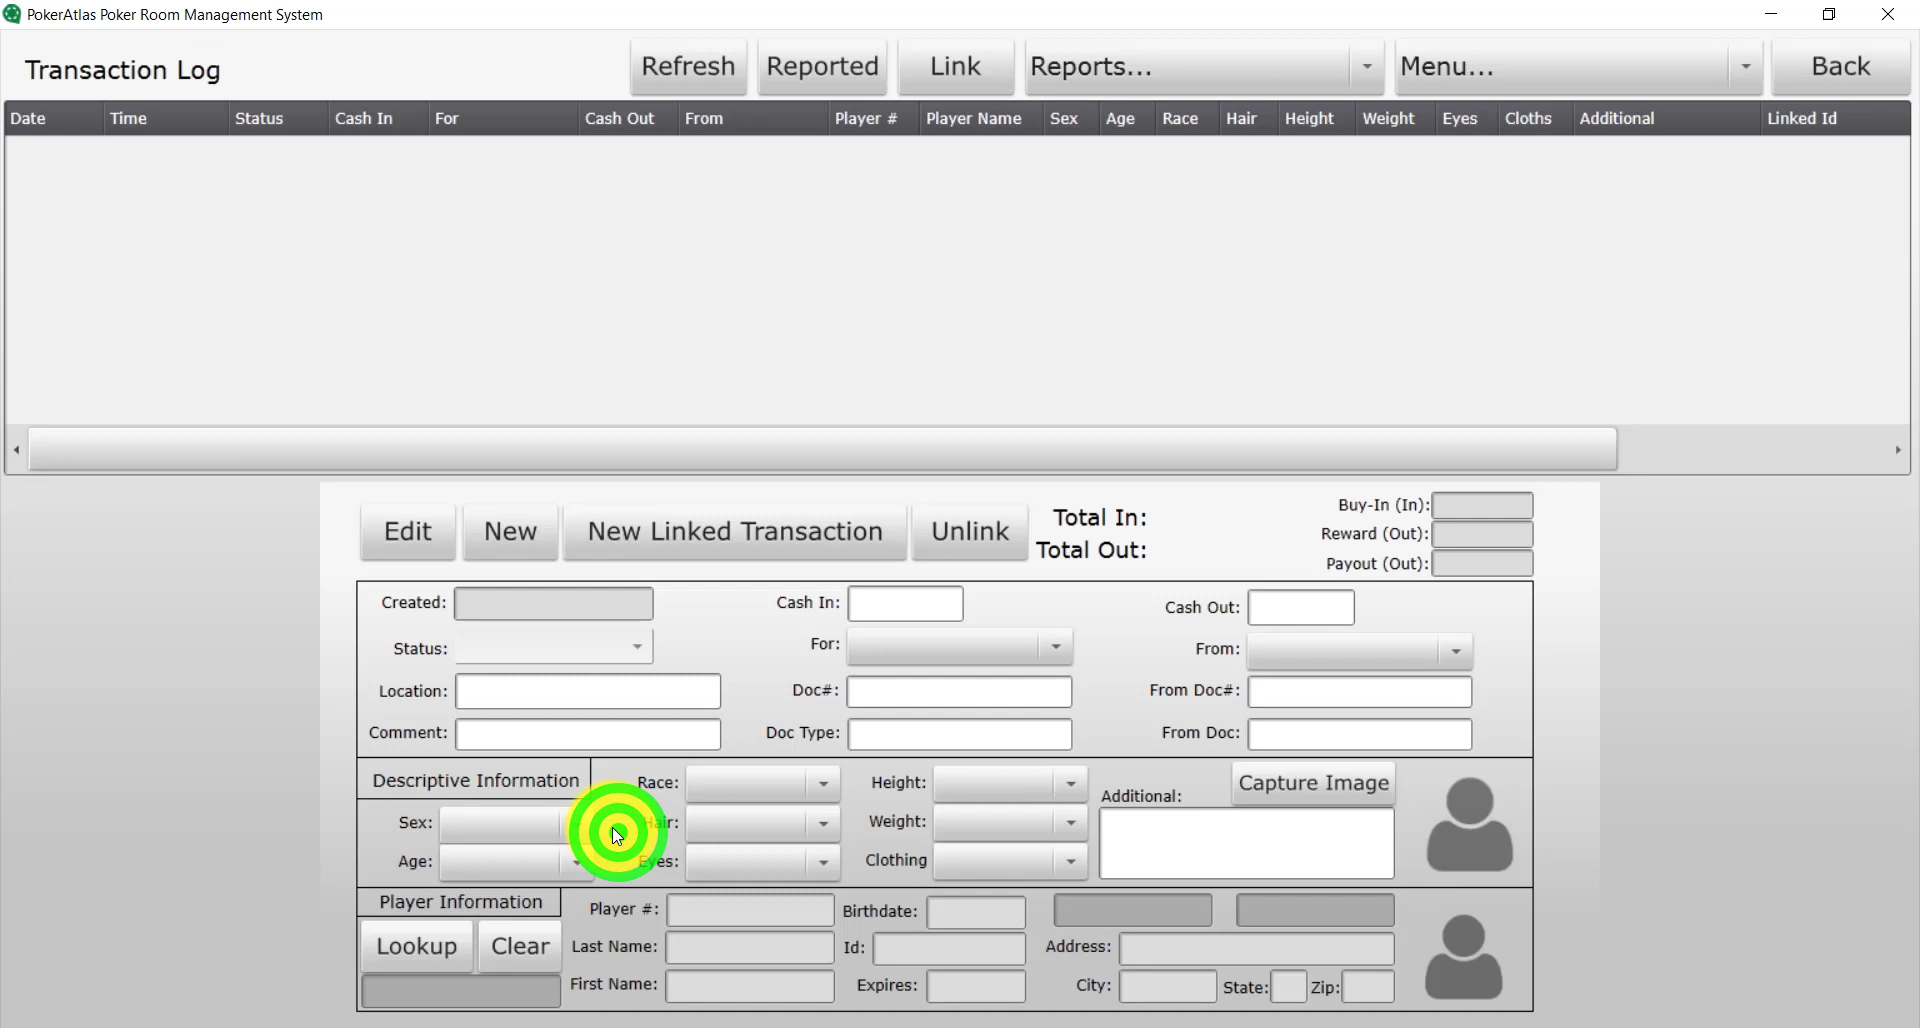 PokerAtlas Poker Room Management System
Transaction Log
Refresh Reported Link Reports... Menu... Back
Date Time Status Cash In For Cash Out From Player # Player Name Sex Age Race Hair Height Weight Eyes Cloths Additional Linked Id
Edit New New Linked Transaction Unlink
Total In:
Total Out:
Buy-In (In):
Reward (Out):
Payout (Out):
Created: Cash In: Cash Out:
Status: For: From:
Location: Doc#: From Doc#:
Comment: Doc Type: From Doc:
Descriptive Information Race: Height: Additional: Capture Image
Sex: Hair: Weight:
Age: Eyes: Clothing
Player Information Player #: Birthdate:
Lookup Clear Last Name: Id: Address:
First Name: Expires: City: State: Zip: